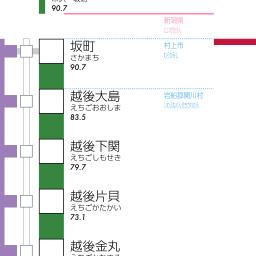 90.7
新潟県
坂町
さかまち
90.7
村上市
越後大島
えちごおおしま
83.5
岩船郡関川村
越後下関
えちごしもせき
79.7
越後片貝
えちごかたかい
73.1
越後金丸